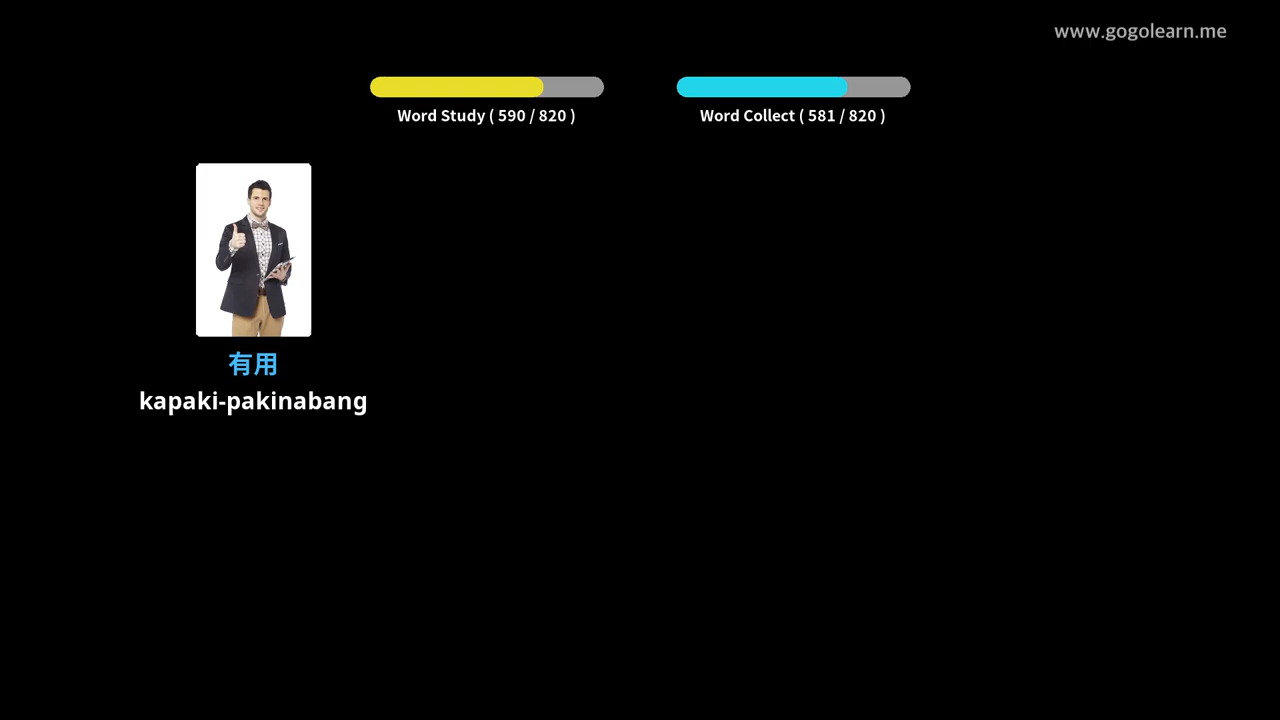 www.gogolearn.me
Word Study ( 590 / 820 )
Word Collect ( 581 / 820 )
有用
kapaki-pakinabang